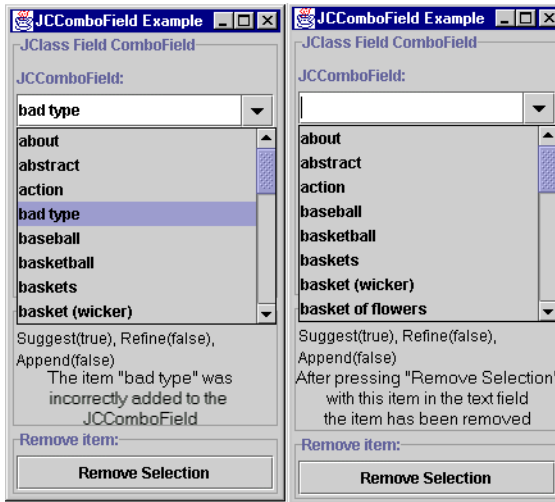 JCComboField Example
JClass Field ComboField
JCComboField:
bad type
about
abstract
action
bad type
baseball
basketball
baskets
basket (wicker)
Suggest(true), Refine(false),
Append(false)
The item "bad type" was
incorrectly added to the
JCComboField
Remove item:
Remove Selection
JCComboField Example
JClass Field ComboField
JCComboField:
about
abstract
action
baseball
basketball
baskets
basket (wicker)
basket of flowers
Suggest(true), Refine(false),
Append(false)
After pressing "Remove Selection"
with this item in the text field
the item has been removed
Remove item:
Remove Selection